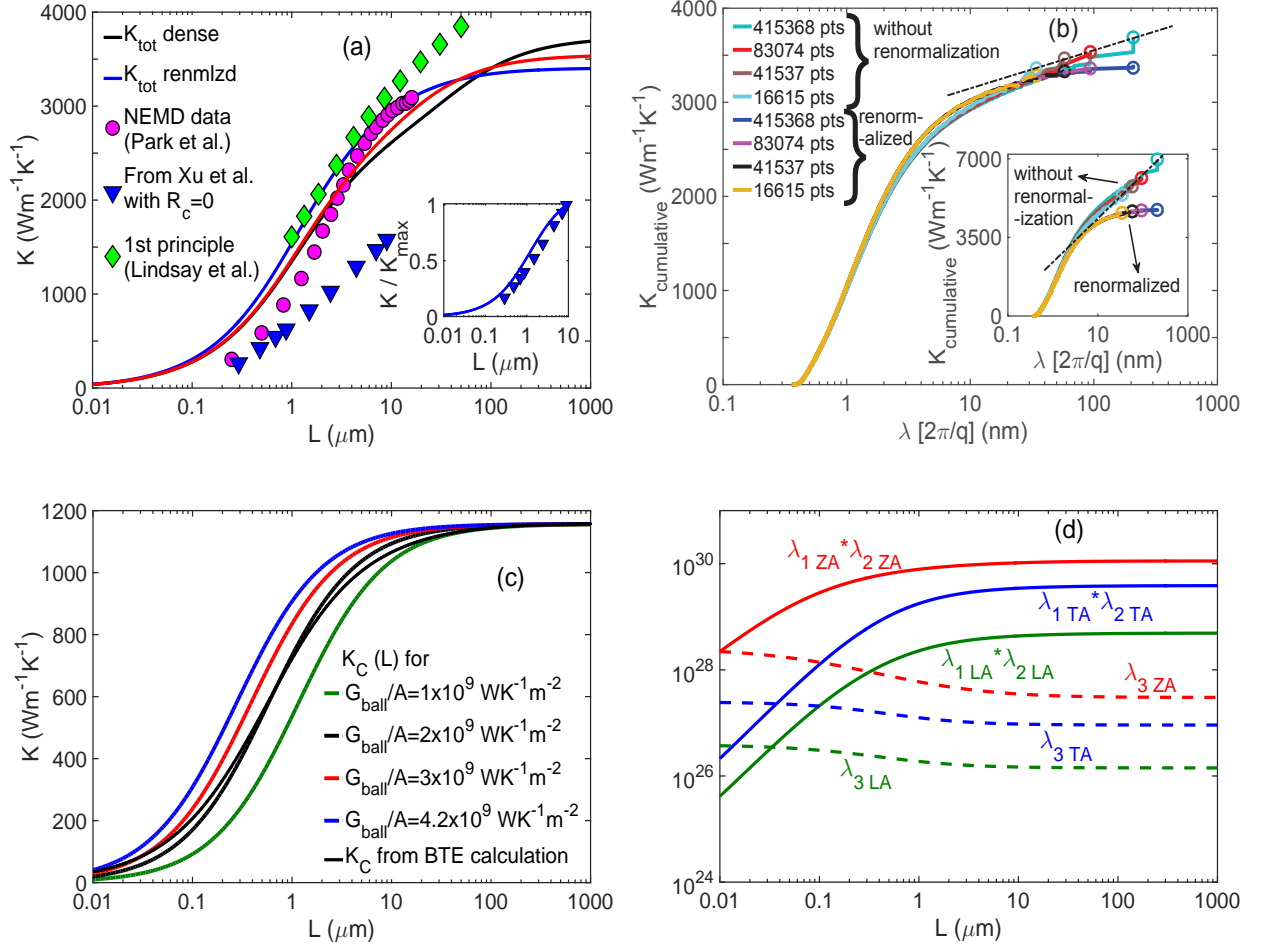 (a)
K_tot dense
K_tot renmlzd
NEMD data
(Park et al.)
From Xu et al.
with R_c=0
1st principle
(Lindsay et al.)
K (Wm⁻¹K⁻¹)
4000
3000
2000
1000
0
0.01 0.1 1 10 100 1000
L (μm)
K / K_max
1
0.5
0
0.01 0.1 1 10
L (μm)
(b)
415368 pts
83074 pts
41537 pts
16615 pts
without
renormalization
415368 pts
83074 pts
41537 pts
16615 pts
renorm-
-alized
K_cumulative (Wm⁻¹K⁻¹)
4000
3000
2000
1000
0
0.1 1 10 100 1000
λ [2π/q] (nm)
K_cumulative (Wm⁻¹K⁻¹)
7000
3500
0
without
renormal-
-ization
renormalized
0.1 10 1000
λ [2π/q] (nm)
(c)
K (Wm⁻¹K⁻¹)
1200
1000
800
600
400
200
0
K_C (L) for
G_ball/A=1x10⁹ WK⁻¹m⁻²
G_ball/A=2x10⁹ WK⁻¹m⁻²
G_ball/A=3x10⁹ WK⁻¹m⁻²
G_ball/A=4.2x10⁹ WK⁻¹m⁻²
K_C from BTE calculation
0.01 0.1 1 10 100 1000
L (μm)
(d)
10³⁰
10²⁸
10²⁶
10²⁴
λ_1 ZA*λ_2 ZA
λ_1 TA*λ_2 TA
λ_1 LA*λ_2 LA
λ_3 ZA
λ_3 TA
λ_3 LA
0.01 0.1 1 10 100 1000
L (μm)